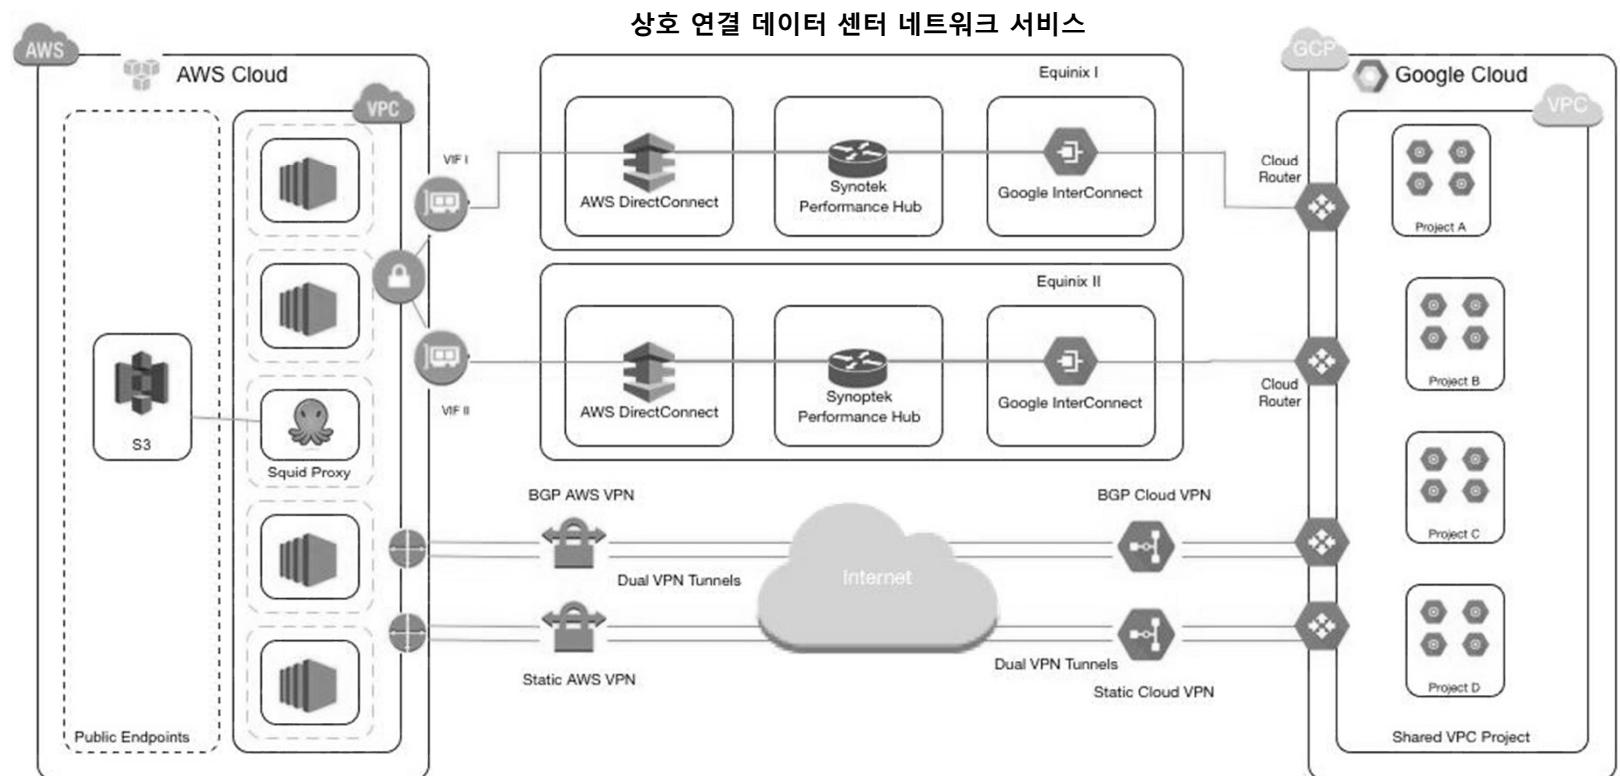 상호 연결 데이터 센터 네트워크 서비스
AWS
AWS Cloud
VPC
VIF I
VIF II
S3
Squid Proxy
Public Endpoints
Equinix I
AWS DirectConnect
Synotek
Performance Hub
Google InterConnect
Equinix II
AWS DirectConnect
Synoptek
Performance Hub
Google InterConnect
BGP AWS VPN
BGP Cloud VPN
Dual VPN Tunnels
Internet
Static AWS VPN
Dual VPN Tunnels
Static Cloud VPN
GCP
Google Cloud
VPC
Cloud
Router
Cloud
Router
Project A
Project B
Project C
Project D
Shared VPC Project